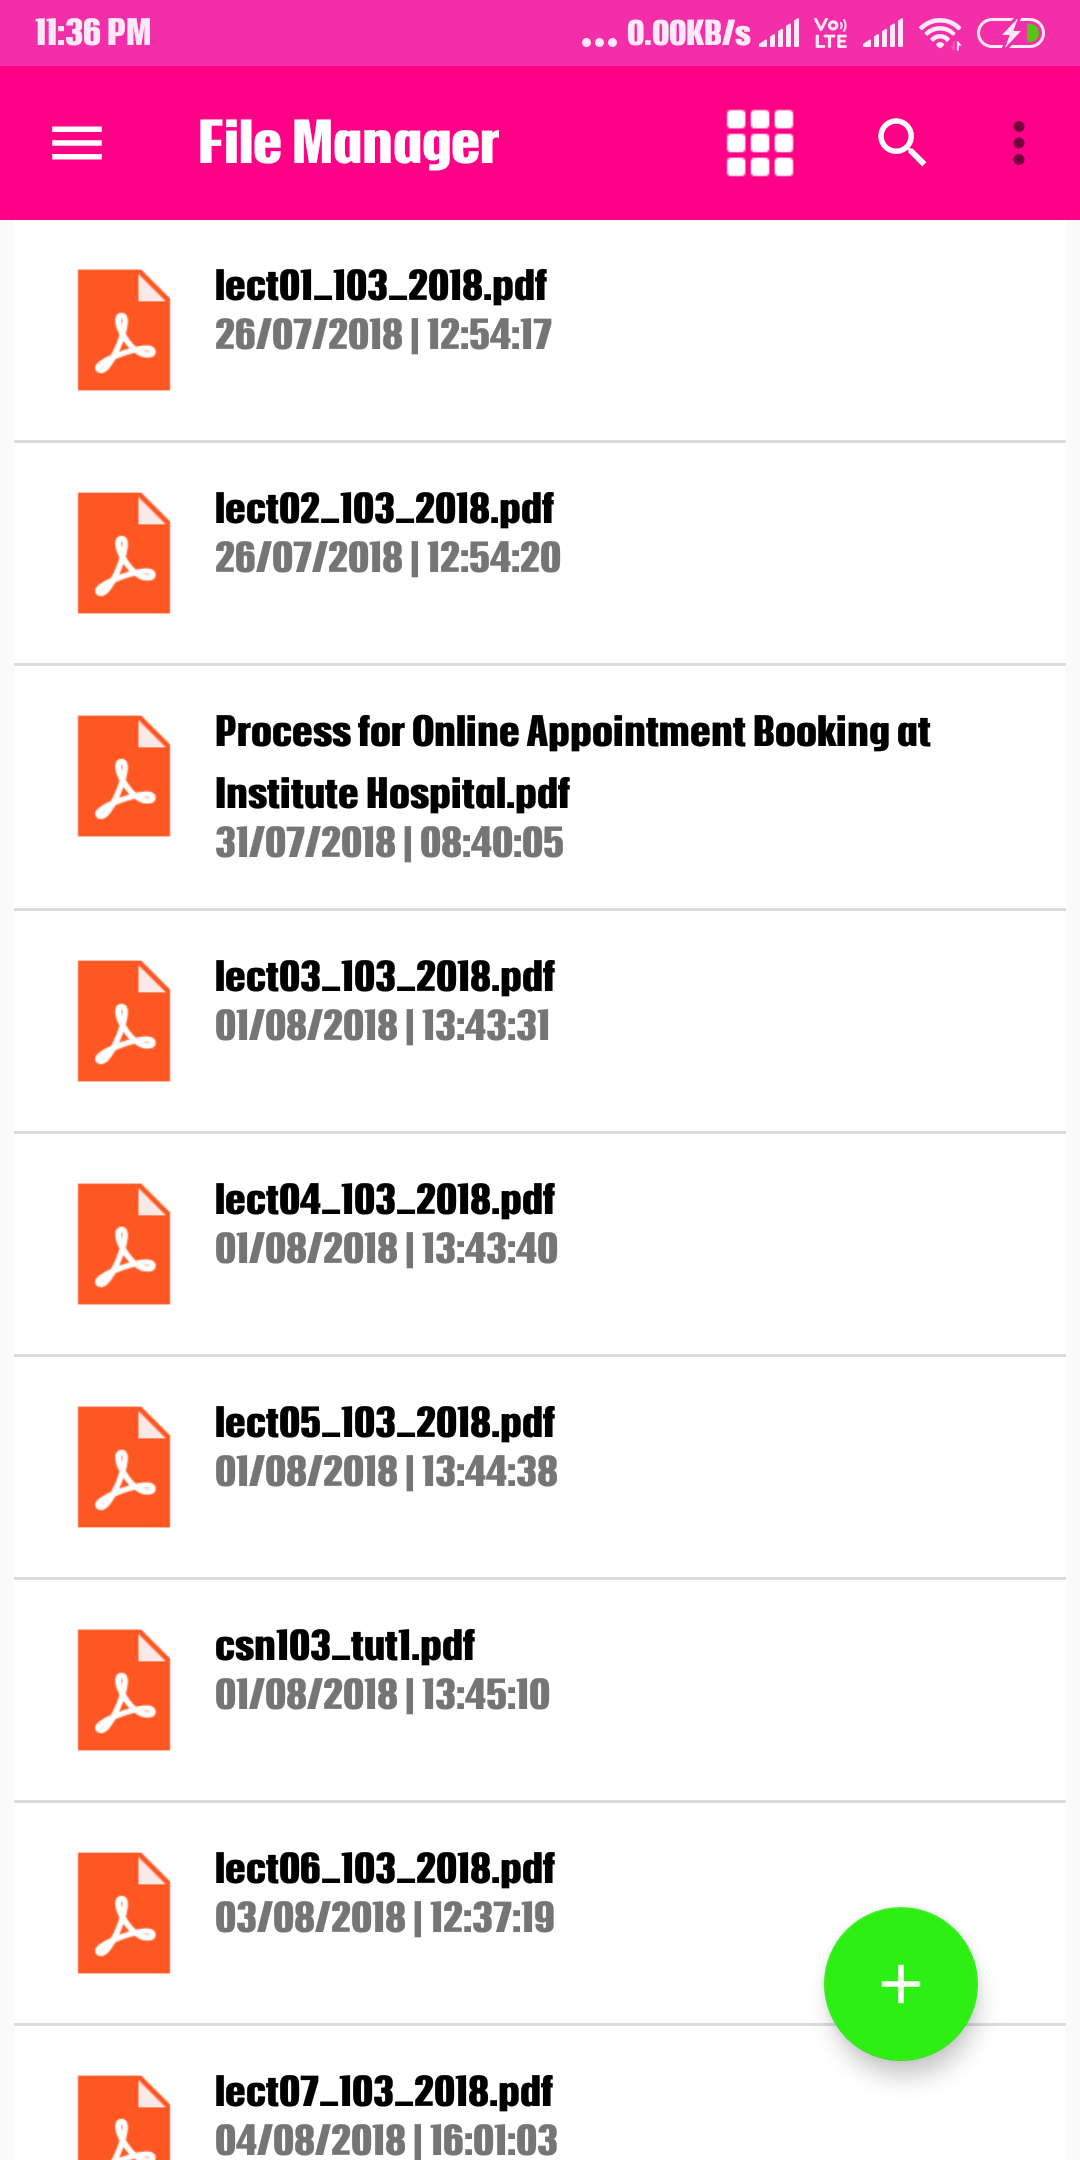 11:36 PM
... 0.00KB/s Vo)) LTE
File Manager
lect01_103_2018.pdf
26/07/2018 | 12:54:17
lect02_103_2018.pdf
26/07/2018 | 12:54:20
Process for Online Appointment Booking at
Institute Hospital.pdf
31/07/2018 | 08:40:05
lect03_103_2018.pdf
01/08/2018 | 13:43:31
lect04_103_2018.pdf
01/08/2018 | 13:43:40
lect05_103_2018.pdf
01/08/2018 | 13:44:38
csn103_tut1.pdf
01/08/2018 | 13:45:10
lect06_103_2018.pdf
03/08/2018 | 12:37:19
lect07_103_2018.pdf
04/08/2018 | 16:01:03